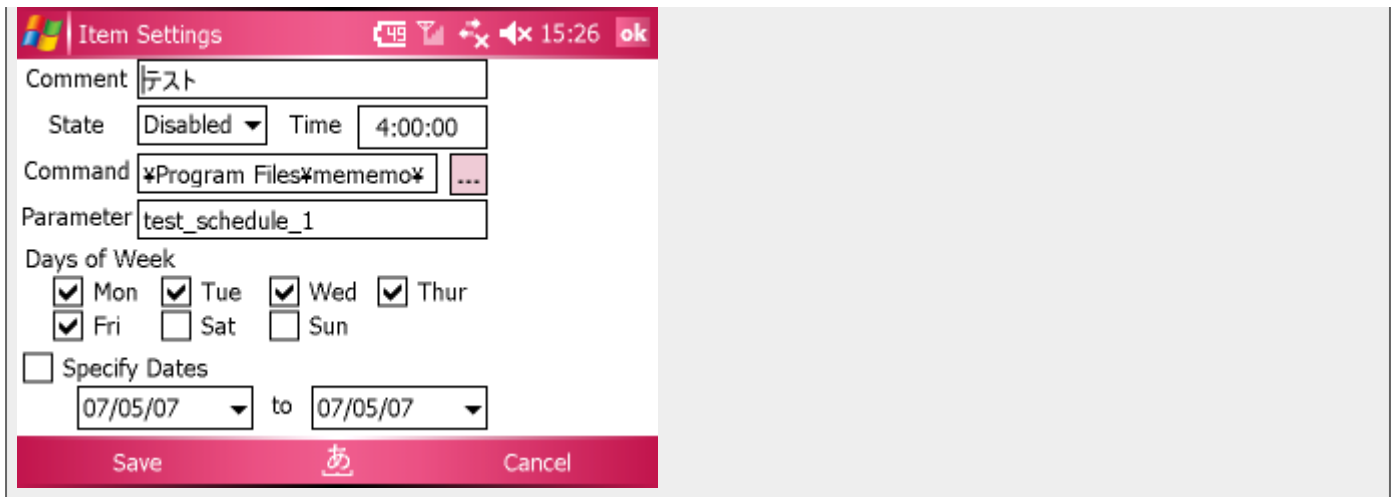 Item Settings 49 15:26 ok
Comment テスト
State Disabled Time 4:00:00
Command ¥Program Files¥mememo¥ ...
Parameter test_schedule_1
Days of Week
Mon Tue Wed Thur
Fri Sat Sun
Specify Dates
07/05/07 to 07/05/07
Save あ Cancel